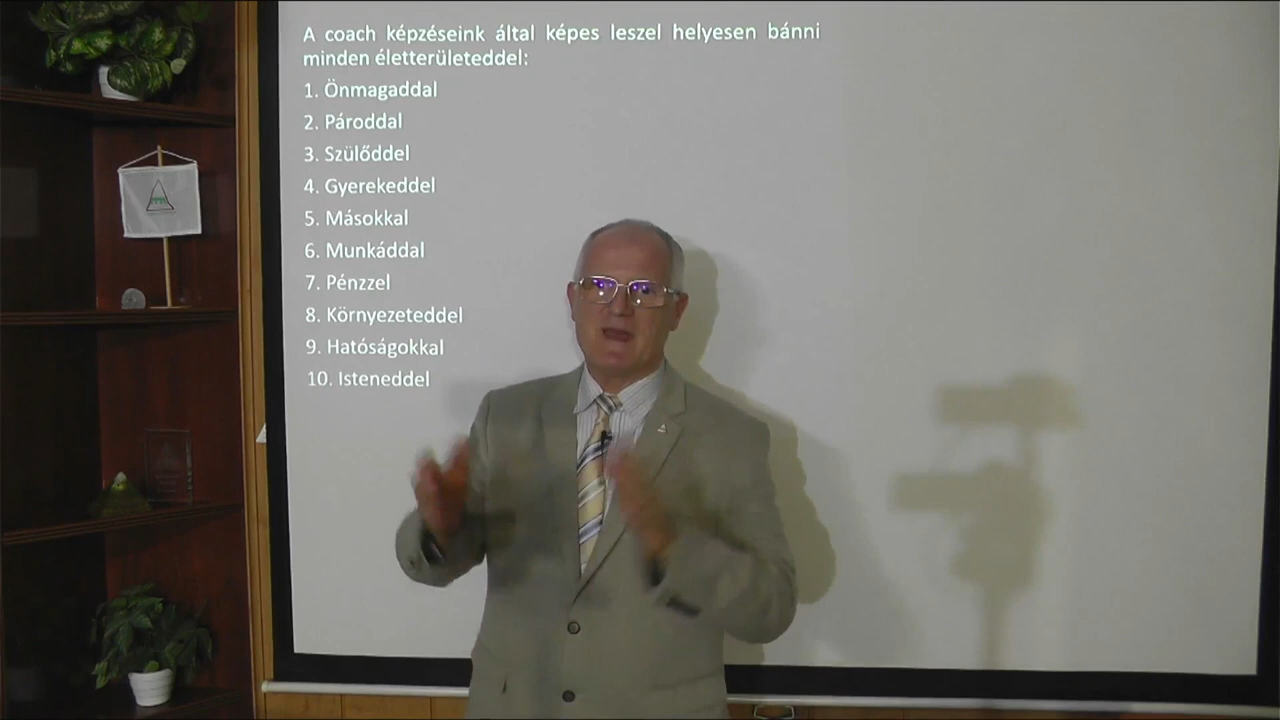 A coach képzéseink által képes leszel helyesen bánni
minden életterületeddel:
1. Önmagaddal
2. Pároddal
3. Szülőddel
4. Gyerekeddel
5. Másokkal
6. Munkáddal
7. Pénzzel
8. Környezeteddel
9. Hatóságokkal
10. Isteneddel